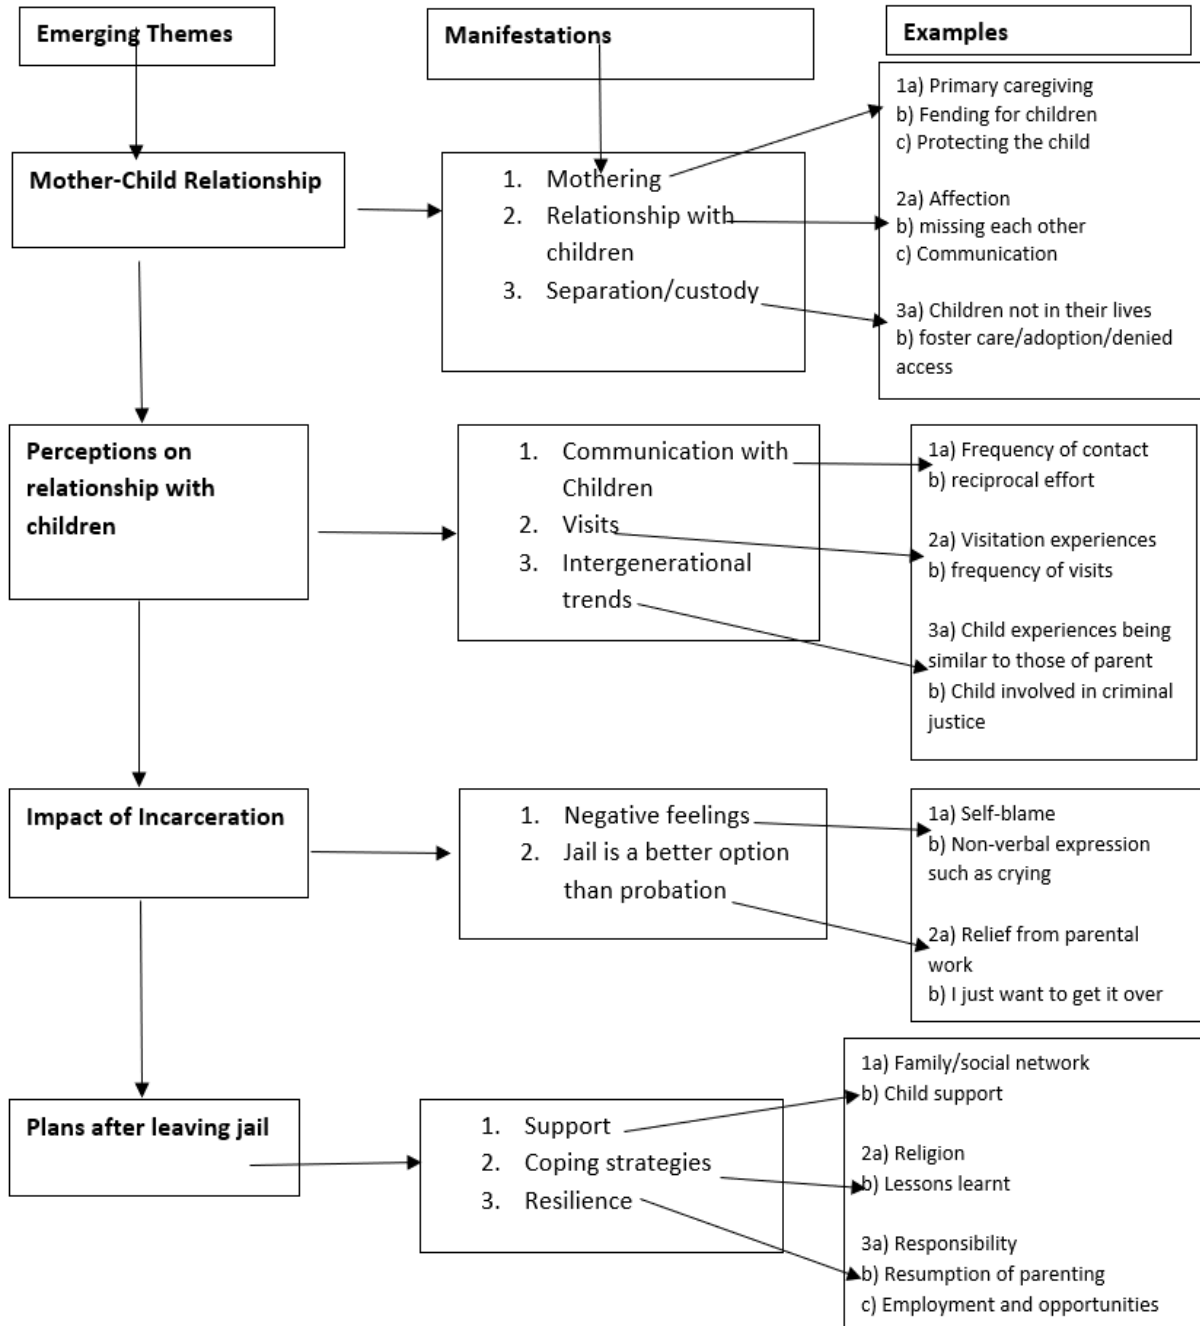 Emerging Themes
Manifestations
Examples
Mother-Child Relationship
1. Mothering
2. Relationship with
children
3. Separation/custody
1a) Primary caregiving
b) Fending for children
c) Protecting the child
2a) Affection
b) missing each other
c) Communication
3a) Children not in their lives
b) foster care/adoption/denied
access
Perceptions on
relationship with
children
1. Communication with
Children
2. Visits
3. Intergenerational
trends
1a) Frequency of contact
b) reciprocal effort
2a) Visitation experiences
b) frequency of visits
3a) Child experiences being
similar to those of parent
b) Child involved in criminal
justice
Impact of Incarceration
1. Negative feelings
2. Jail is a better option
than probation
1a) Self-blame
b) Non-verbal expression
such as crying
2a) Relief from parental
work
b) I just want to get it over
Plans after leaving jail
1. Support
2. Coping strategies
3. Resilience
1a) Family/social network
b) Child support
2a) Religion
b) Lessons learnt
3a) Responsibility
b) Resumption of parenting
c) Employment and opportunities